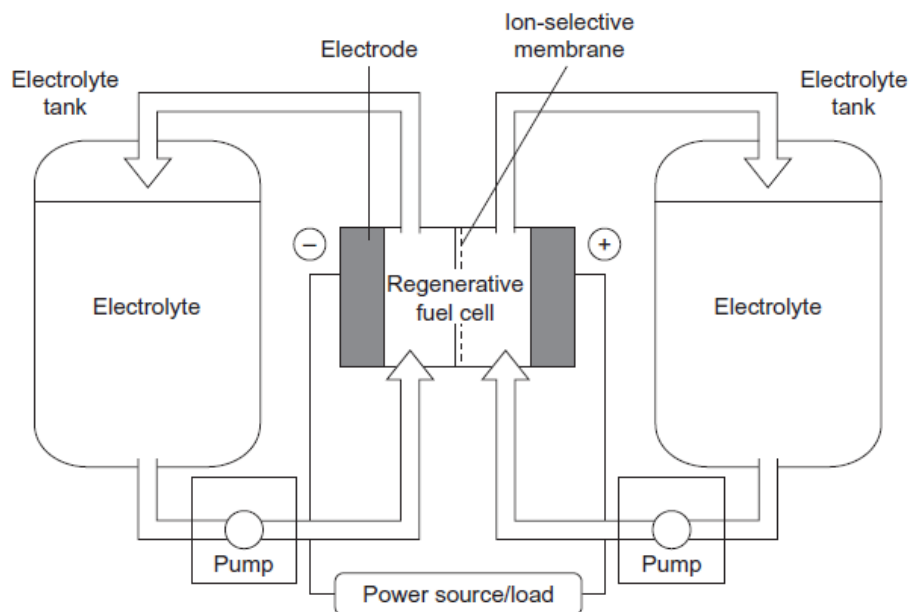 Ion-selective
membrane
Electrode
Electrolyte
tank
Electrolyte
tank
−
+
Electrolyte
Regenerative
fuel cell
Electrolyte
Pump
Pump
Power source/load